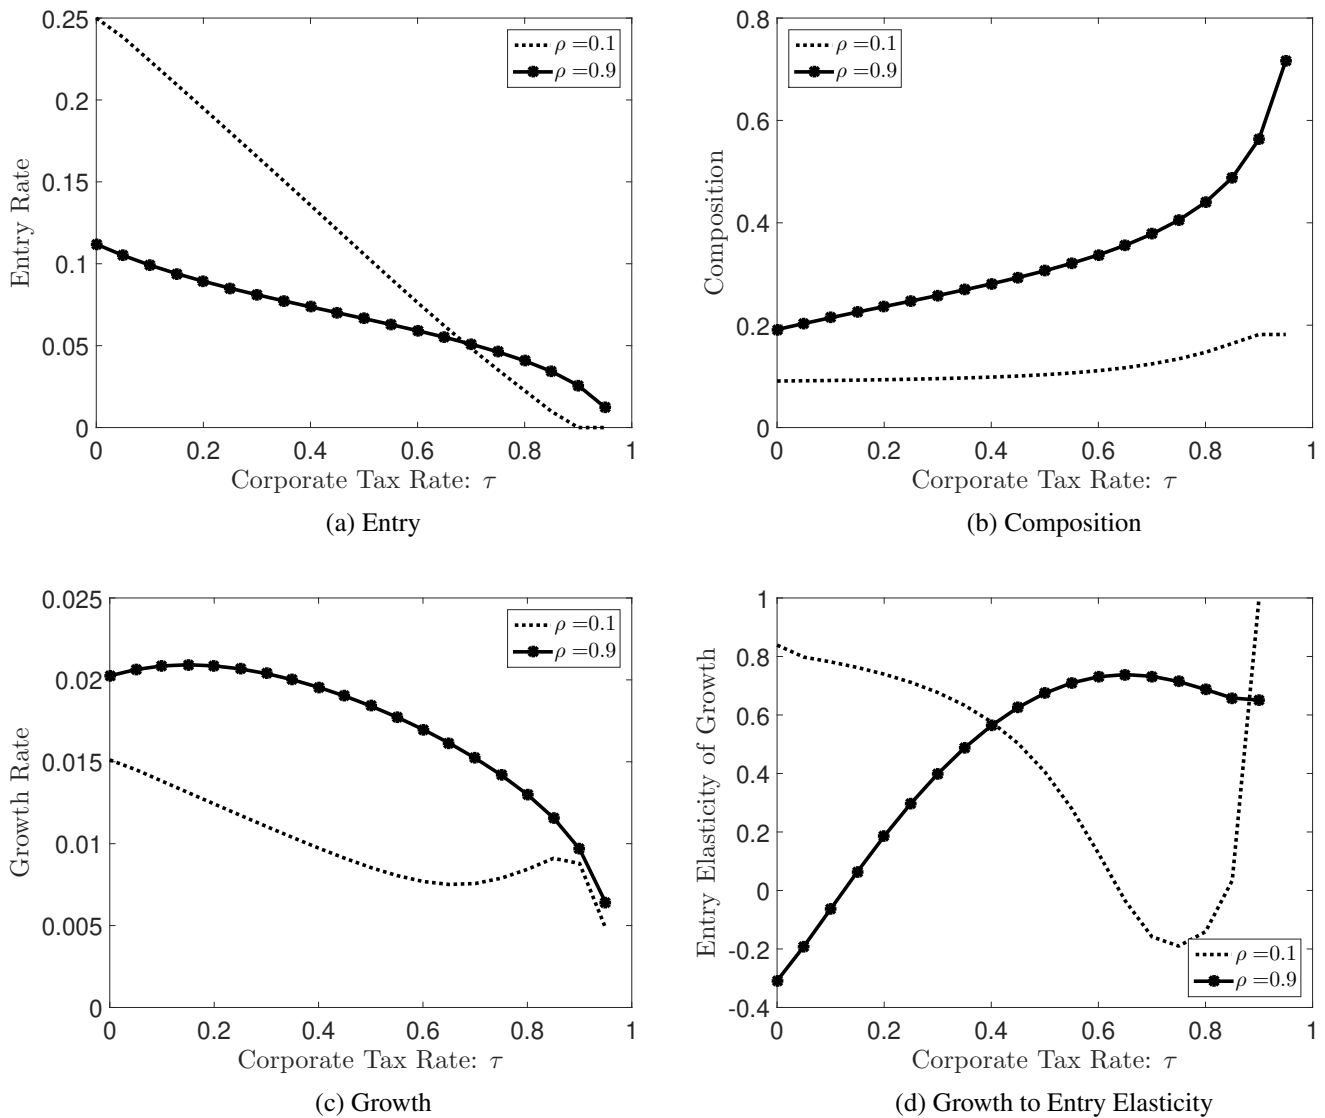 0.25
0.2
0.15
0.1
0.05
0
Entry Rate
0 0.2 0.4 0.6 0.8 1
Corporate Tax Rate: τ
ρ =0.1
ρ =0.9
(a) Entry
0.8
0.6
0.4
0.2
0
Composition
0 0.2 0.4 0.6 0.8 1
Corporate Tax Rate: τ
ρ =0.1
ρ =0.9
(b) Composition
0.025
0.02
0.015
0.01
0.005
0
Growth Rate
0 0.2 0.4 0.6 0.8 1
Corporate Tax Rate: τ
ρ =0.1
ρ =0.9
(c) Growth
1
0.8
0.6
0.4
0.2
0
-0.2
-0.4
Entry Elasticity of Growth
0 0.2 0.4 0.6 0.8 1
Corporate Tax Rate: τ
ρ =0.1
ρ =0.9
(d) Growth to Entry Elasticity